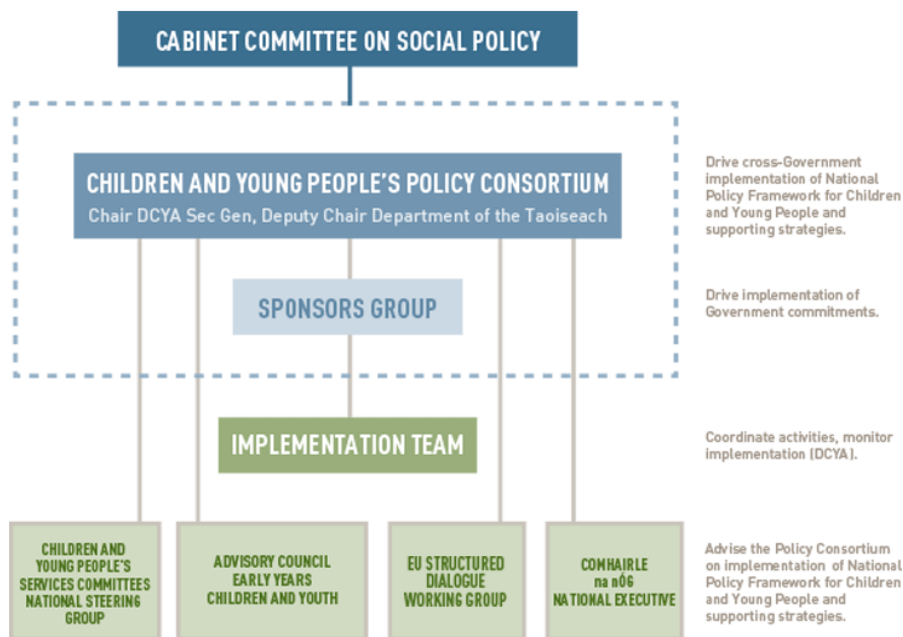 CABINET COMMITTEE ON SOCIAL POLICY
CHILDREN AND YOUNG PEOPLE'S POLICY CONSORTIUM
Chair DCYA Sec Gen, Deputy Chair Department of the Taoiseach
Drive cross-Government
implementation of National
Policy Framework for Children
and Young People and
supporting strategies.
SPONSORS GROUP
Drive implementation of
Government commitments.
IMPLEMENTATION TEAM
Coordinate activities, monitor
implementation (DCYA).
CHILDREN AND
YOUNG PEOPLE'S
SERVICES COMMITTEES
NATIONAL STEERING
GROUP
ADVISORY COUNCIL
EARLY YEARS
CHILDREN AND YOUTH
EU STRUCTURED
DIALOGUE
WORKING GROUP
COMHAIRLE
na nÓG
NATIONAL EXECUTIVE
Advise the Policy Consortium
on implementation of National
Policy Framework for Children
and Young People and
supporting strategies.